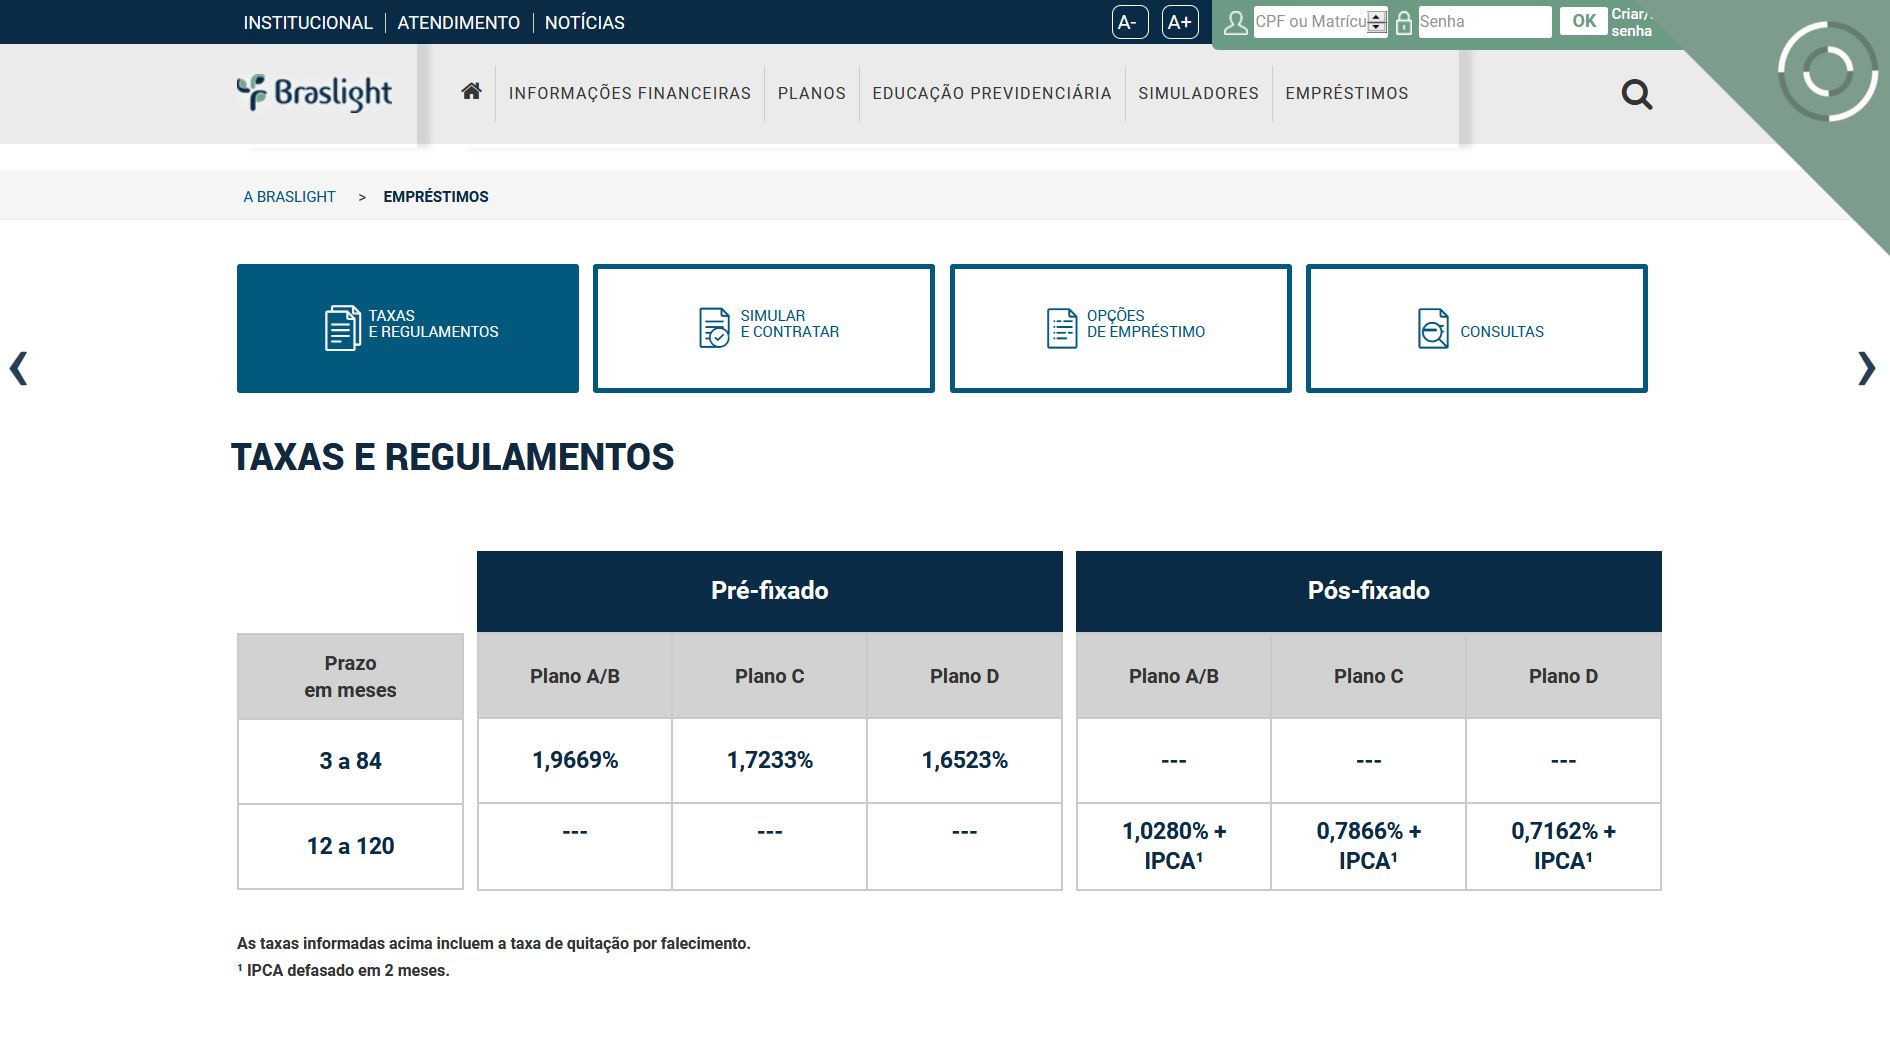 INSTITUCIONAL | ATENDIMENTO | NOTÍCIAS
A- A+ CPF ou Matrícu Senha OK Criar/
senha
Braslight
INFORMAÇÕES FINANCEIRAS PLANOS EDUCAÇÃO PREVIDENCIÁRIA SIMULADORES EMPRÉSTIMOS
A BRASLIGHT > EMPRÉSTIMOS
TAXAS
E REGULAMENTOS
SIMULAR
E CONTRATAR
OPÇÕES
DE EMPRÉSTIMO
CONSULTAS
TAXAS E REGULAMENTOS
Pré-fixado Pós-fixado
Prazo
em meses
Plano A/B Plano C Plano D Plano A/B Plano C Plano D
3 a 84 1,9669% 1,7233% 1,6523% --- --- ---
12 a 120 --- --- --- 1,0280% + 0,7866% + 0,7162% +
IPCA¹ IPCA¹ IPCA¹
As taxas informadas acima incluem a taxa de quitação por falecimento.
¹ IPCA defasado em 2 meses.